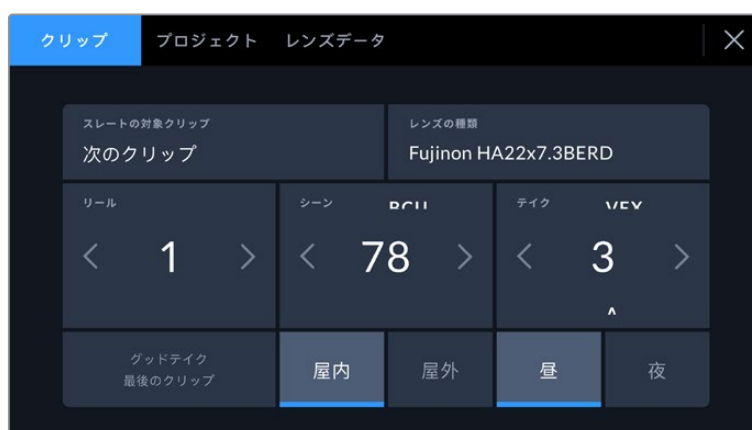 クリップ プロジェクト レンズデータ
スレートの対象クリップ
次のクリップ
レンズの種類
Fujinon HA22x7.3BERD
リール
1
シーン
78
テイク
3
グッドテイク
最後のクリップ
屋内 屋外 昼 夜